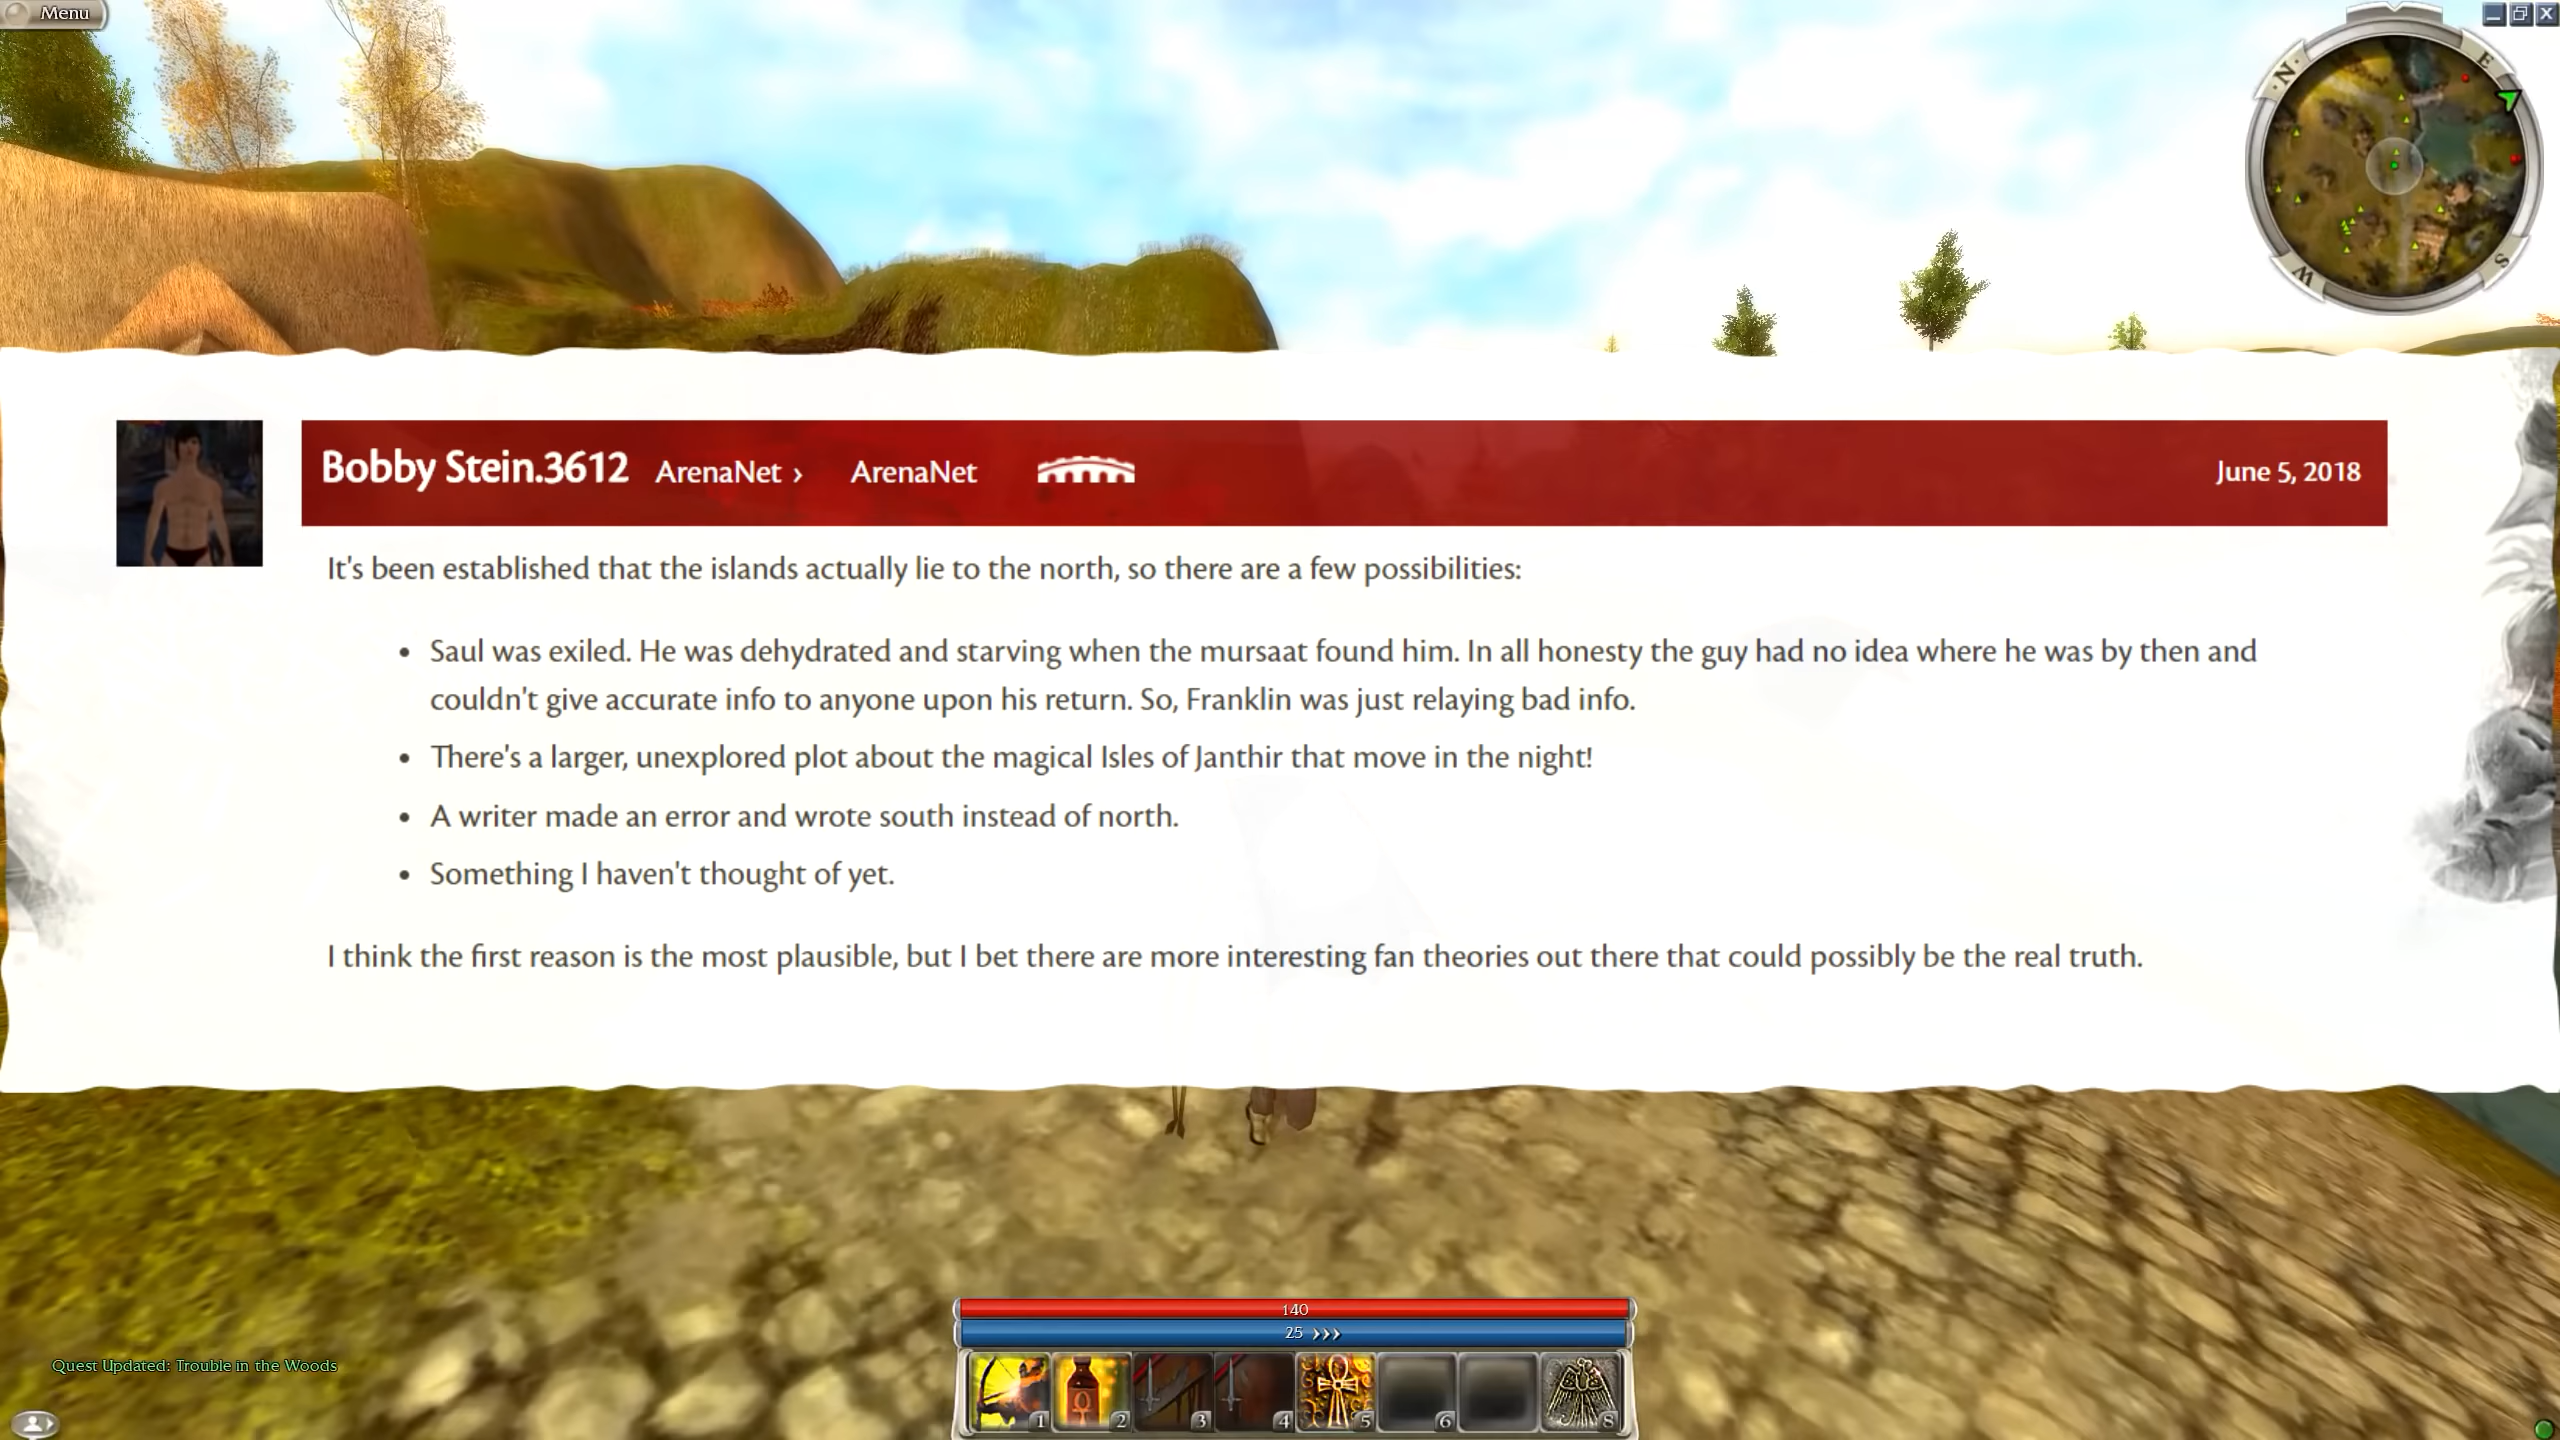 Menu
N
E
S
W
Bobby Stein.3612 ArenaNet › ArenaNet June 5, 2018
It's been established that the islands actually lie to the north, so there are a few possibilities:
• Saul was exiled. He was dehydrated and starving when the mursaat found him. In all honesty the guy had no idea where he was by then and
couldn't give accurate info to anyone upon his return. So, Franklin was just relaying bad info.
• There's a larger, unexplored plot about the magical Isles of Janthir that move in the night!
• A writer made an error and wrote south instead of north.
• Something I haven't thought of yet.
I think the first reason is the most plausible, but I bet there are more interesting fan theories out there that could possibly be the real truth.
140
25 >>>
Quest Updated: Trouble in the Woods
1 2 3 4 5 6 8